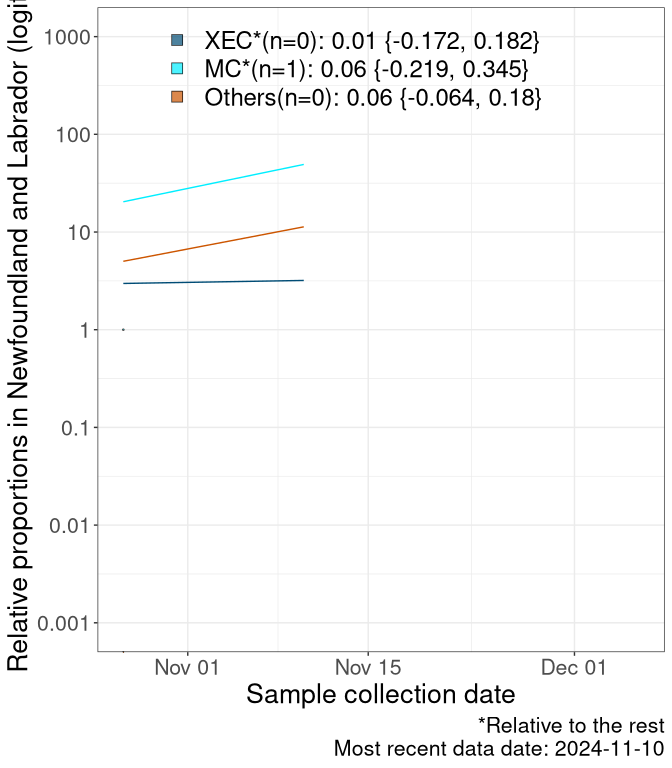 Relative proportions in Newfoundland and Labrador (logit
1000
100
10
1
0.1
0.01
0.001
XEC*(n=0): 0.01 {-0.172, 0.182}
MC*(n=1): 0.06 {-0.219, 0.345}
Others(n=0): 0.06 {-0.064, 0.18}
Nov 01 Nov 15 Dec 01
Sample collection date
*Relative to the rest
Most recent data date: 2024-11-10